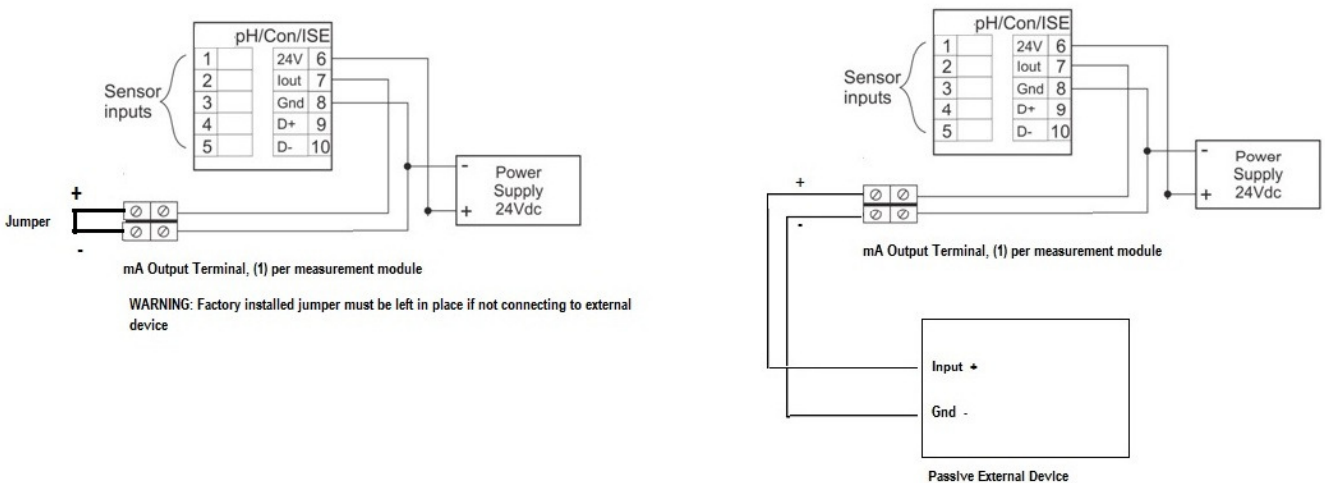 pH/Con/ISE
1 24V 6
2 Iout 7
3 Gnd 8
4 D+ 9
5 D- 10
Sensor
inputs
-
Power
Supply
24Vdc
+
+
Jumper
-
mA Output Terminal, (1) per measurement module
WARNING: Factory installed jumper must be left in place if not connecting to external
device
pH/Con/ISE
1 24V 6
2 Iout 7
3 Gnd 8
4 D+ 9
5 D- 10
Sensor
inputs
-
Power
Supply
24Vdc
+
+
-
mA Output Terminal, (1) per measurement module
Input +
Gnd -
Passive External Device